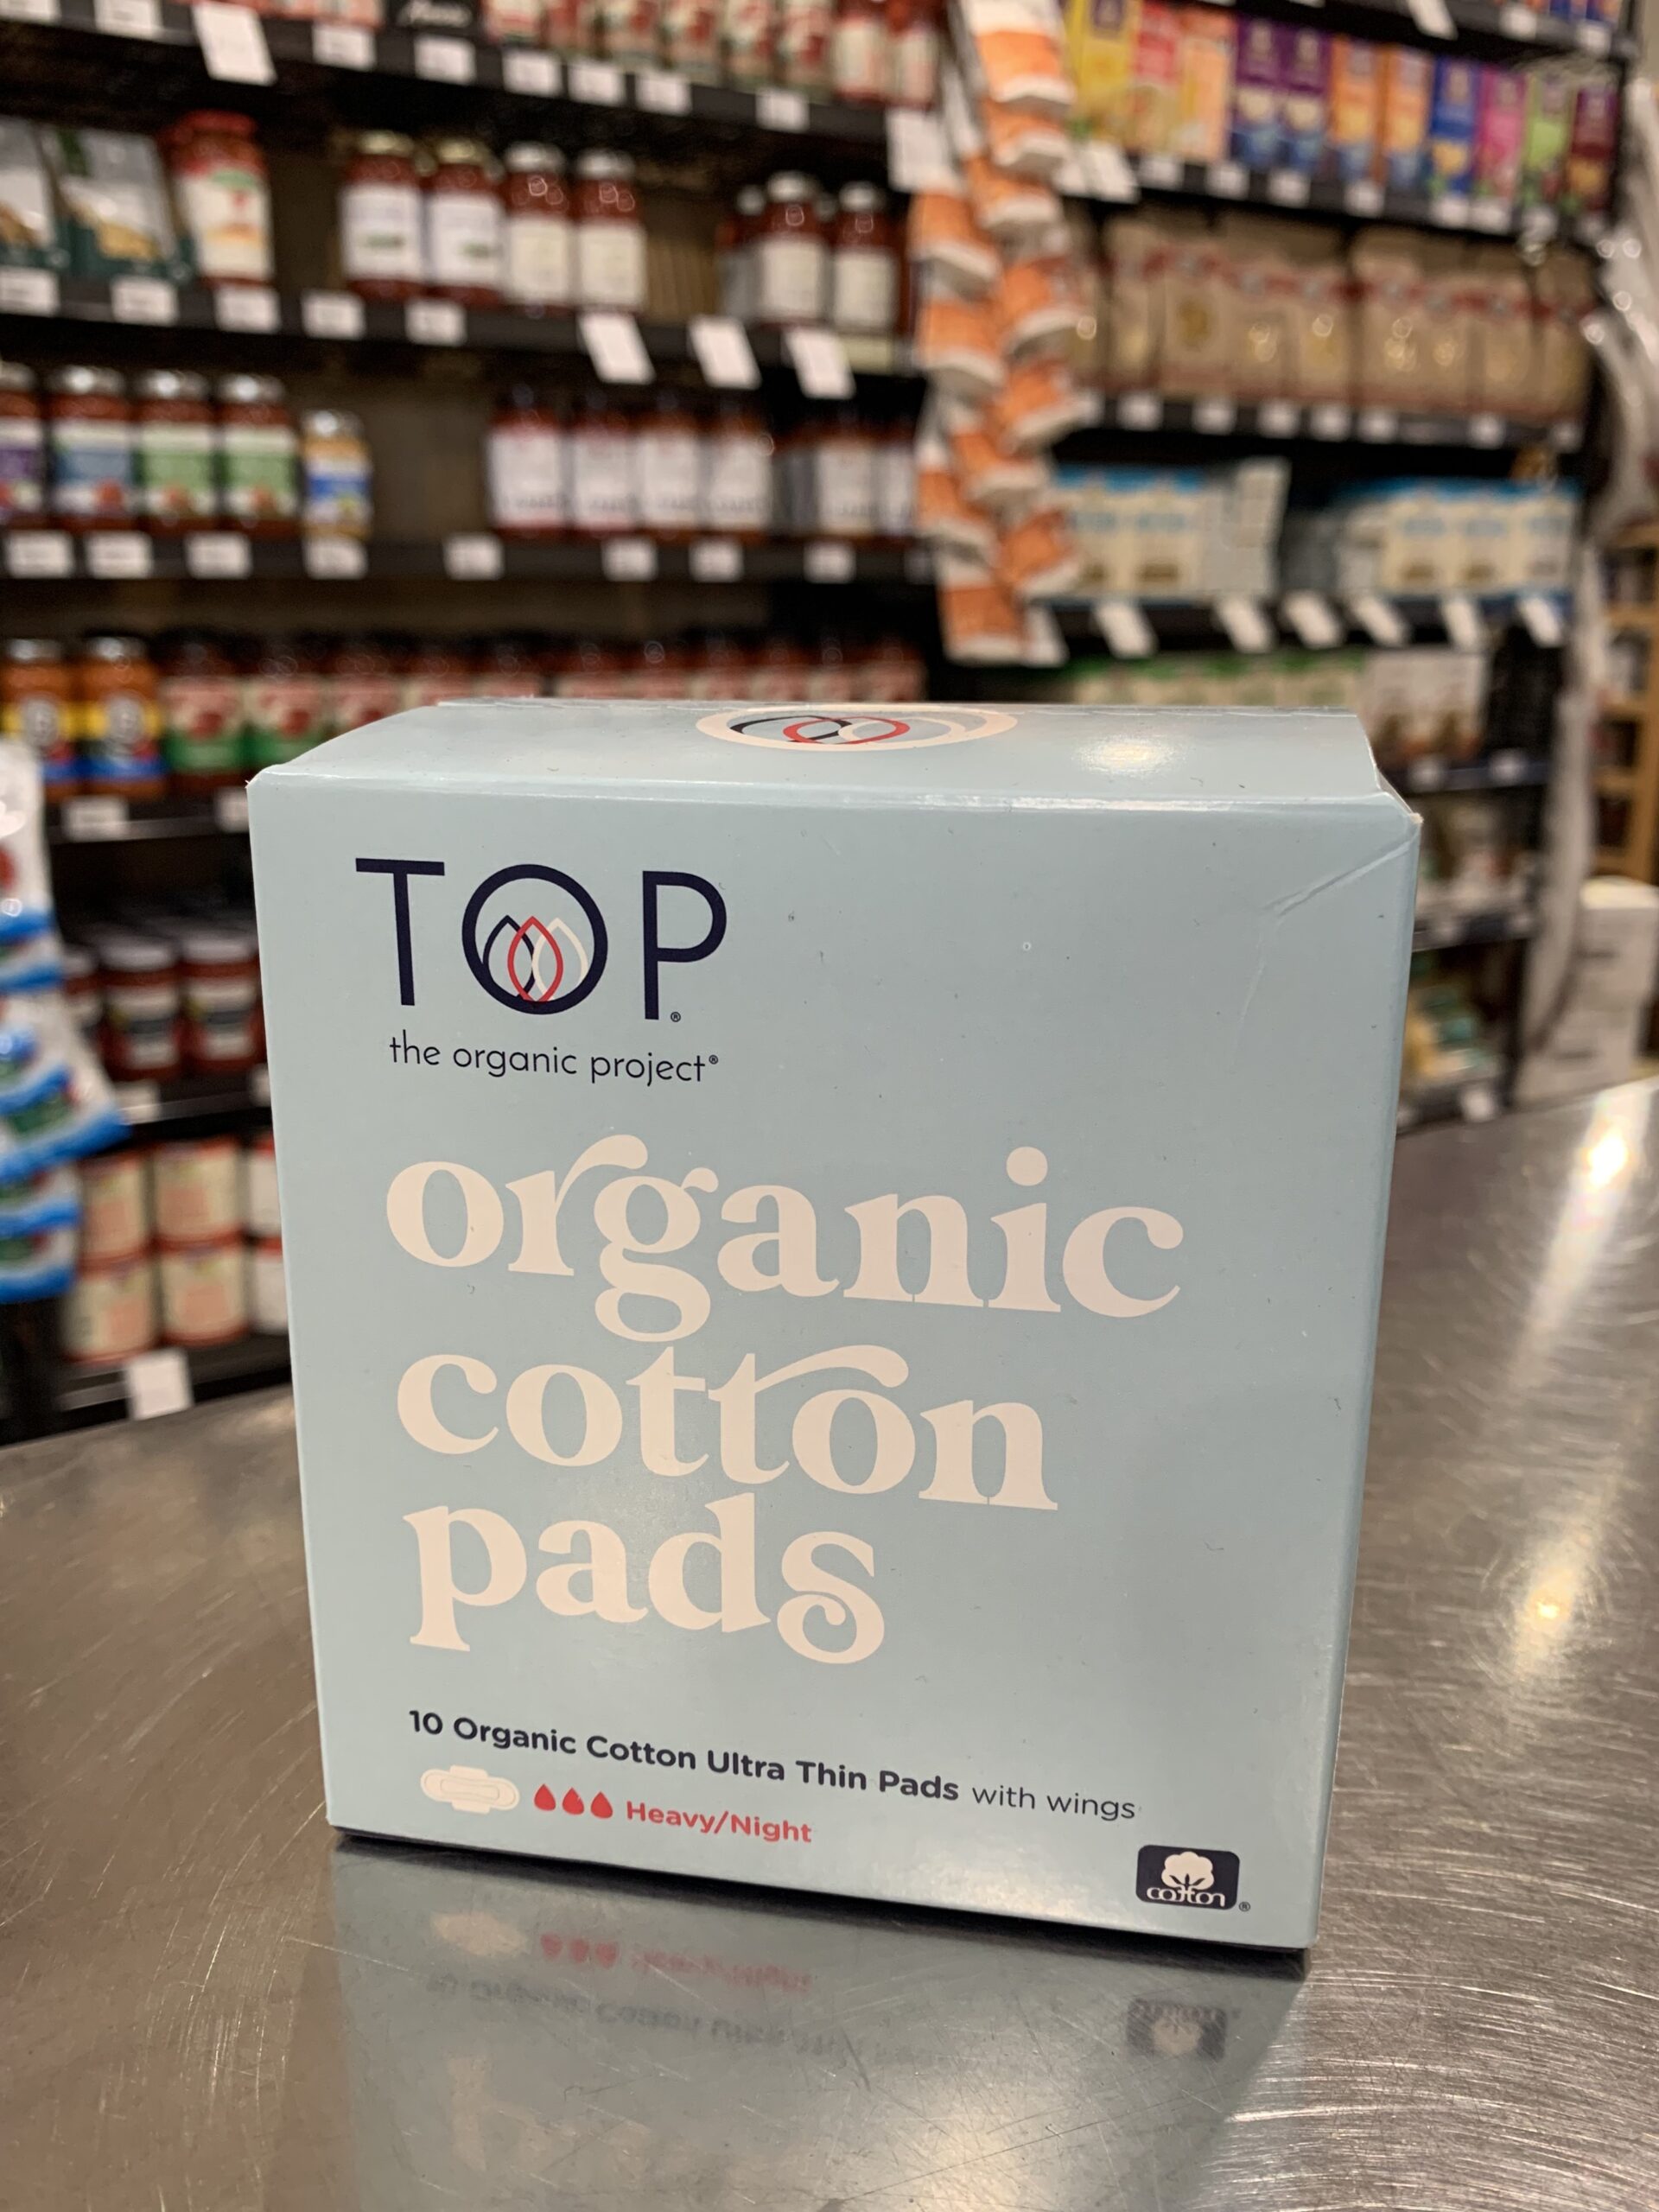 TOP®
the organic project®
organic
cotton
pads
10 Organic Cotton Ultra Thin Pads with wings
Heavy/Night
cotton®